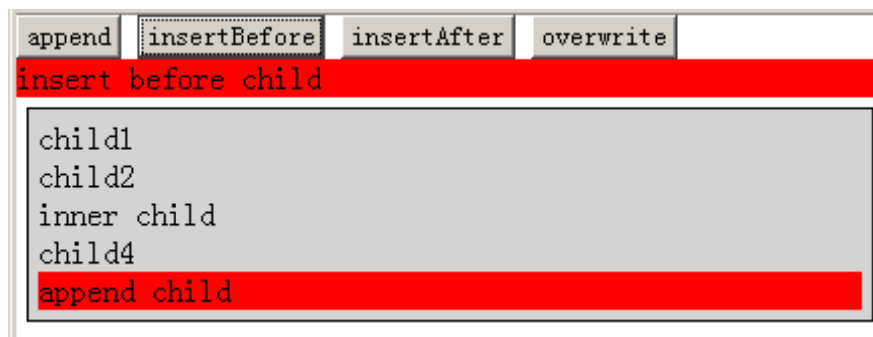 append insertBefore insertAfter overwrite
insert before child
child1
child2
inner child
child4
append child